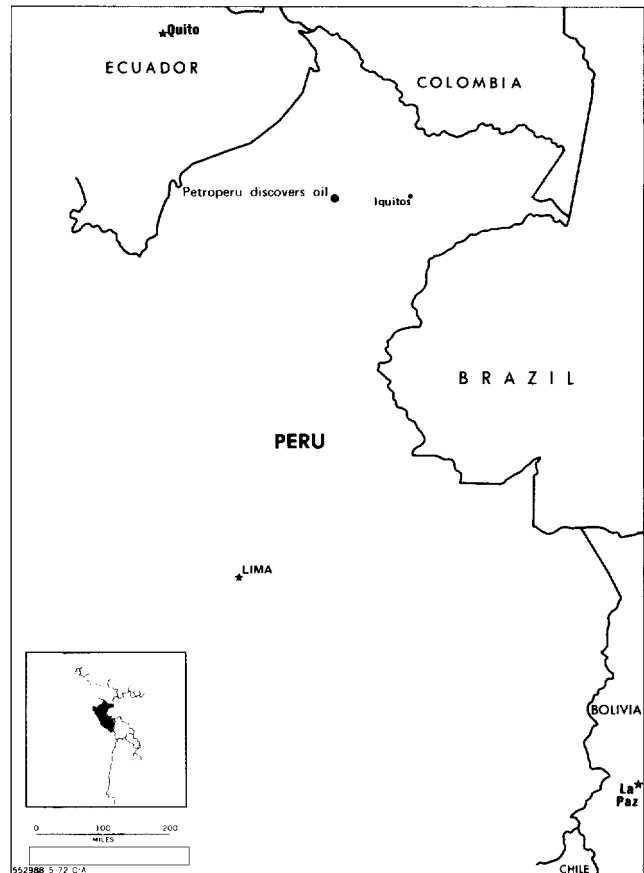 Quito
ECUADOR
COLOMBIA
Petroperu discovers oil
Iquitos
BRAZIL
PERU
LIMA
BOLIVIA
La
Paz
0 100 200
MILES
552988 5-72 CIA
CHILE